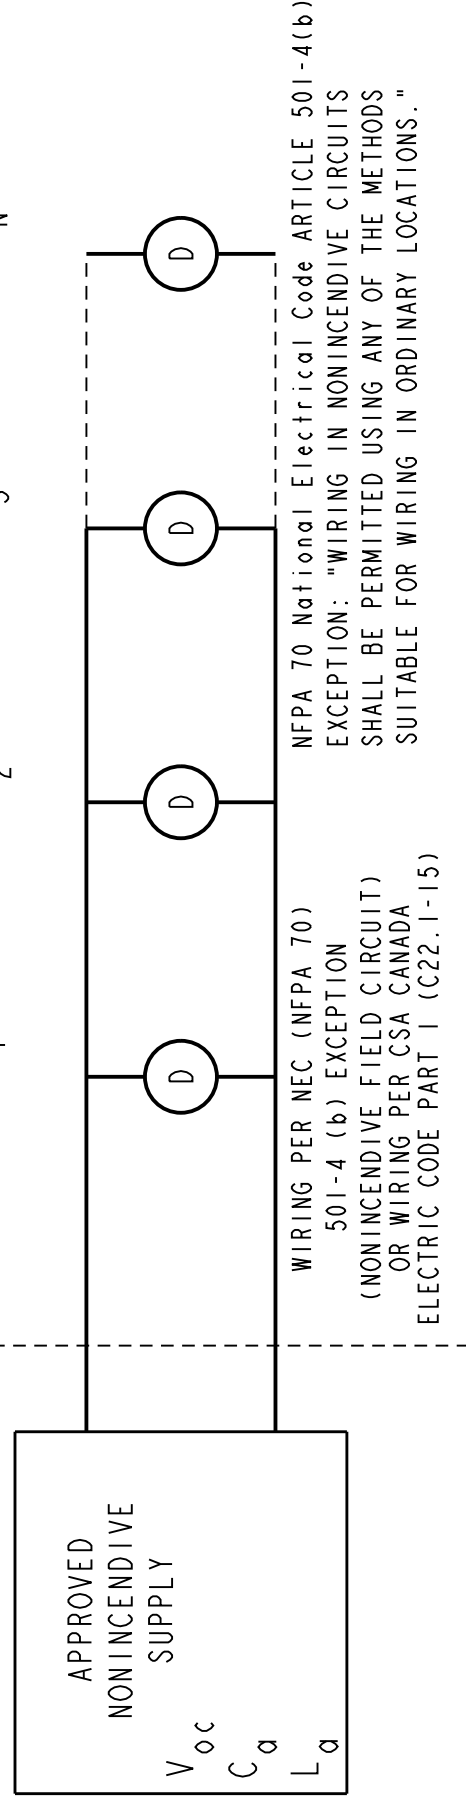 APPROVED
NONINCENDIVE
SUPPLY
Voc
Ca
La
D
D
D
D
2
N
WIRING PER NEC (NFPA 70)
501-4 (b) EXCEPTION
(NONINCENDIVE FIELD CIRCUIT)
OR WIRING PER CSA CANADA
ELECTRIC CODE PART I (C22.1-15)
NFPA 70 National Electrical Code ARTICLE 501-4(b)
EXCEPTION: "WIRING IN NONINCENDIVE CIRCUITS
SHALL BE PERMITTED USING ANY OF THE METHODS
SUITABLE FOR WIRING IN ORDINARY LOCATIONS."